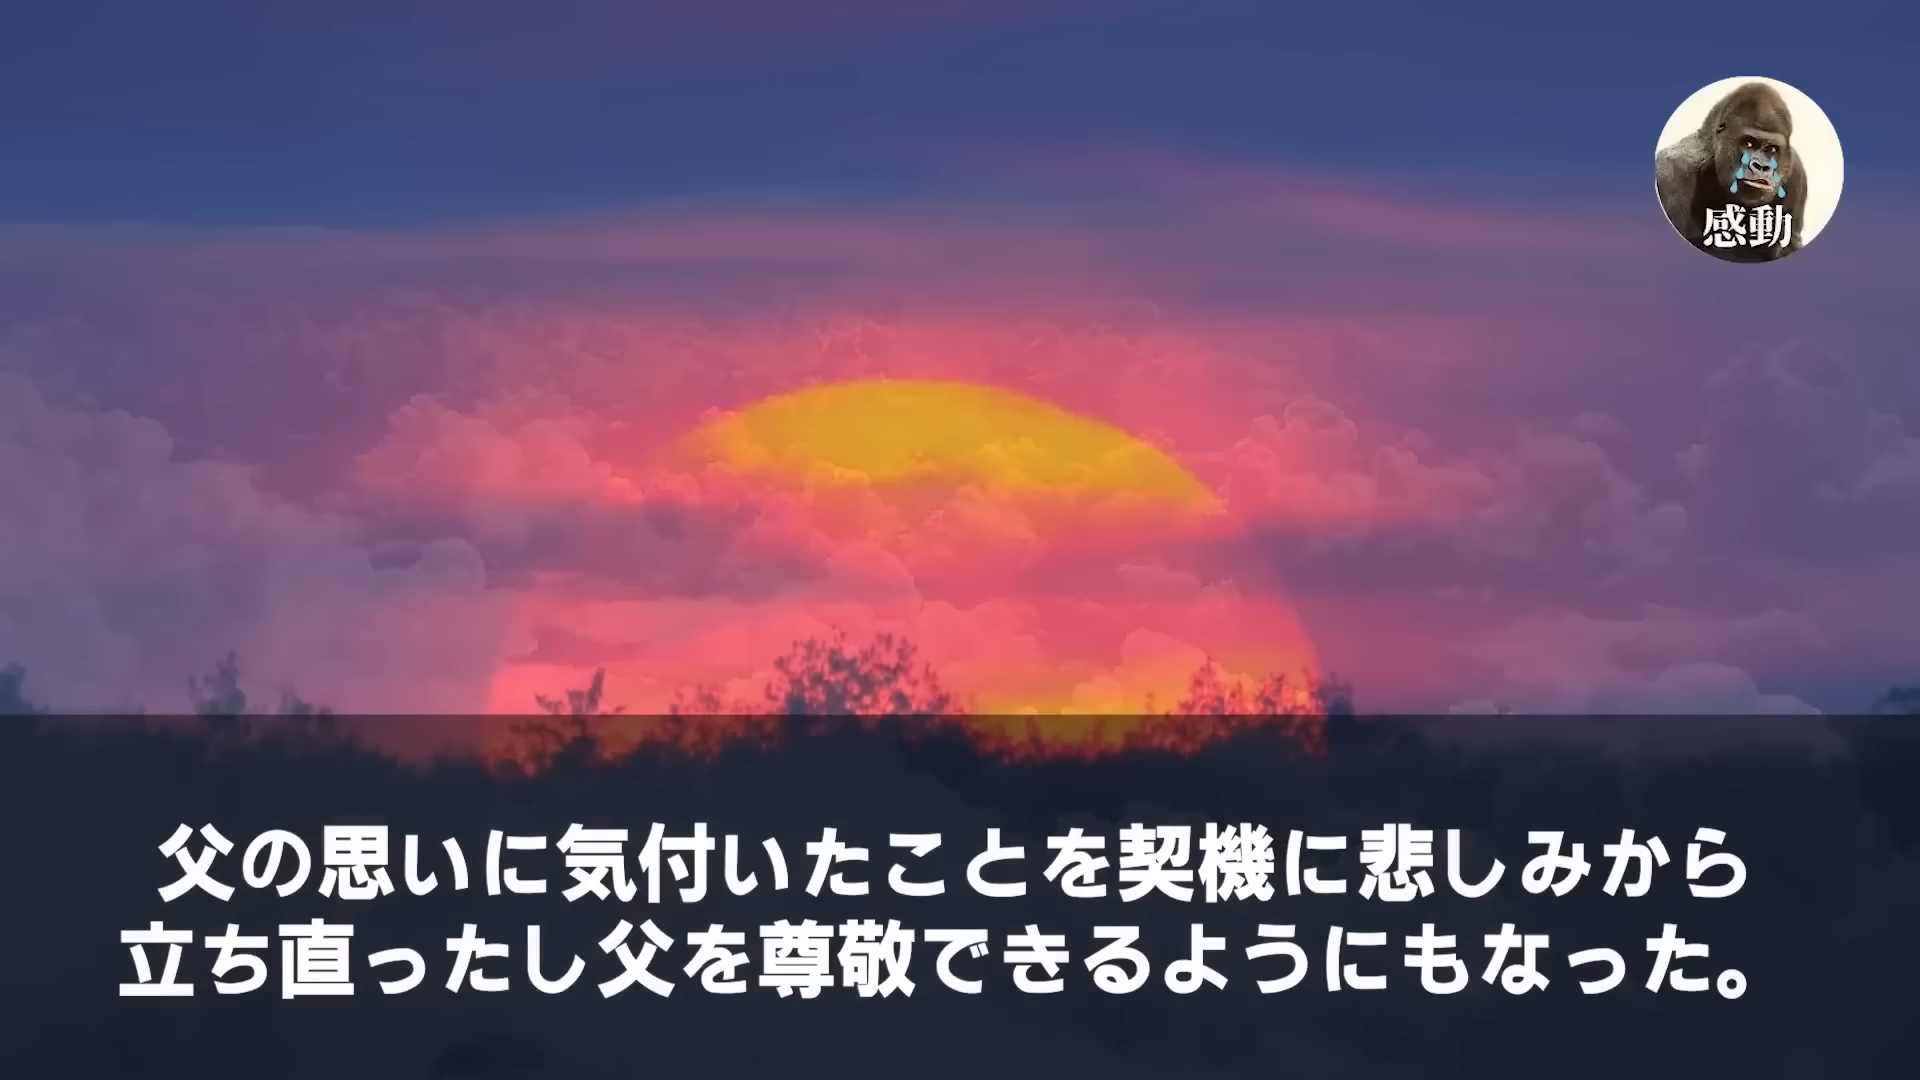 感動
父の思いに気付いたことを契機に悲しみから
立ち直ったし父を尊敬できるようにもなった。